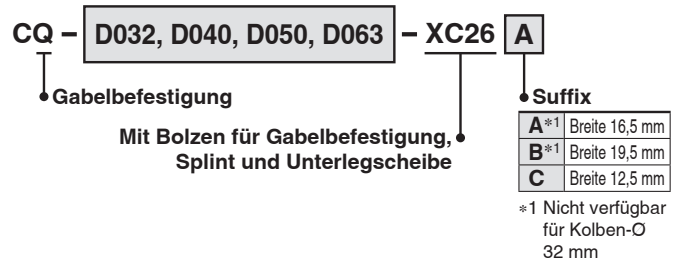 CQ – D032, D040, D050, D063 – XC26 A
Gabelbefestigung
Mit Bolzen für Gabelbefestigung,
Splint und Unterlegscheibe
Suffix
A*1 Breite 16,5 mm
B*1 Breite 19,5 mm
C Breite 12,5 mm
*1 Nicht verfügbar
für Kolben-Ø
32 mm